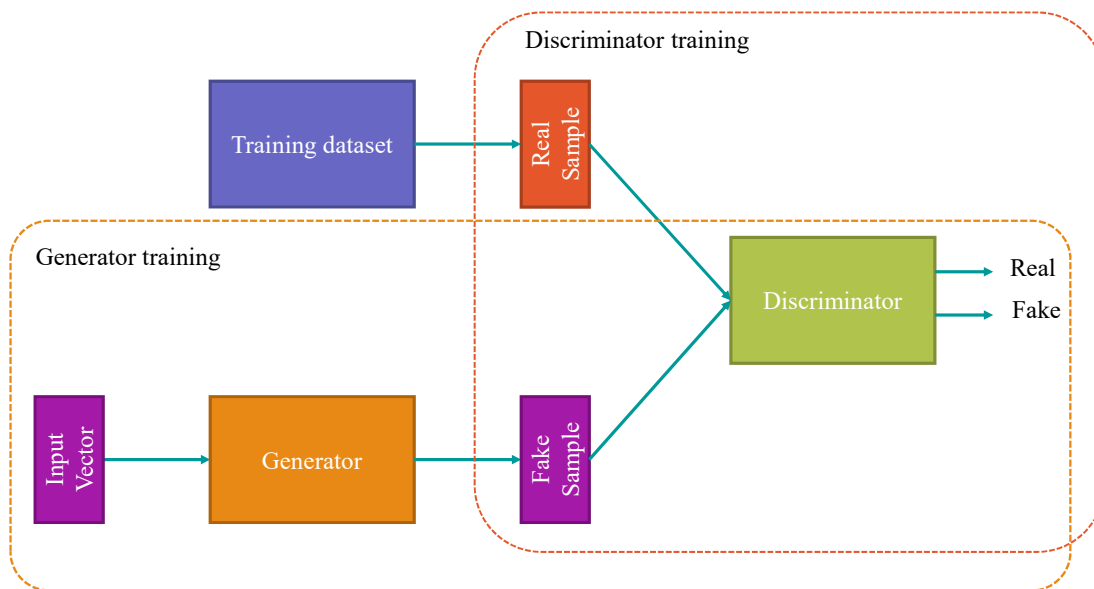 Discriminator training
Training dataset
Real
Sample
Generator training
Discriminator
Real
Fake
Input
Vector
Generator
Fake
Sample